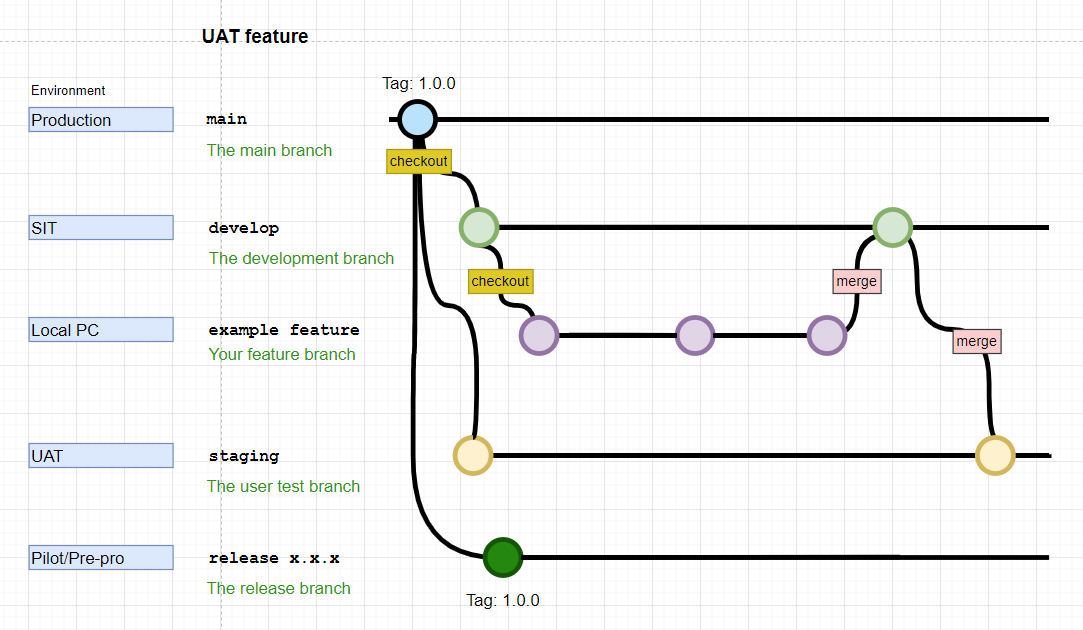 UAT feature
Tag: 1.0.0
Environment
Production
main
The main branch
checkout
SIT
develop
The development branch
checkout
merge
Local PC
example feature
Your feature branch
merge
UAT
staging
The user test branch
Pilot/Pre-pro
release x.x.x
The release branch
Tag: 1.0.0